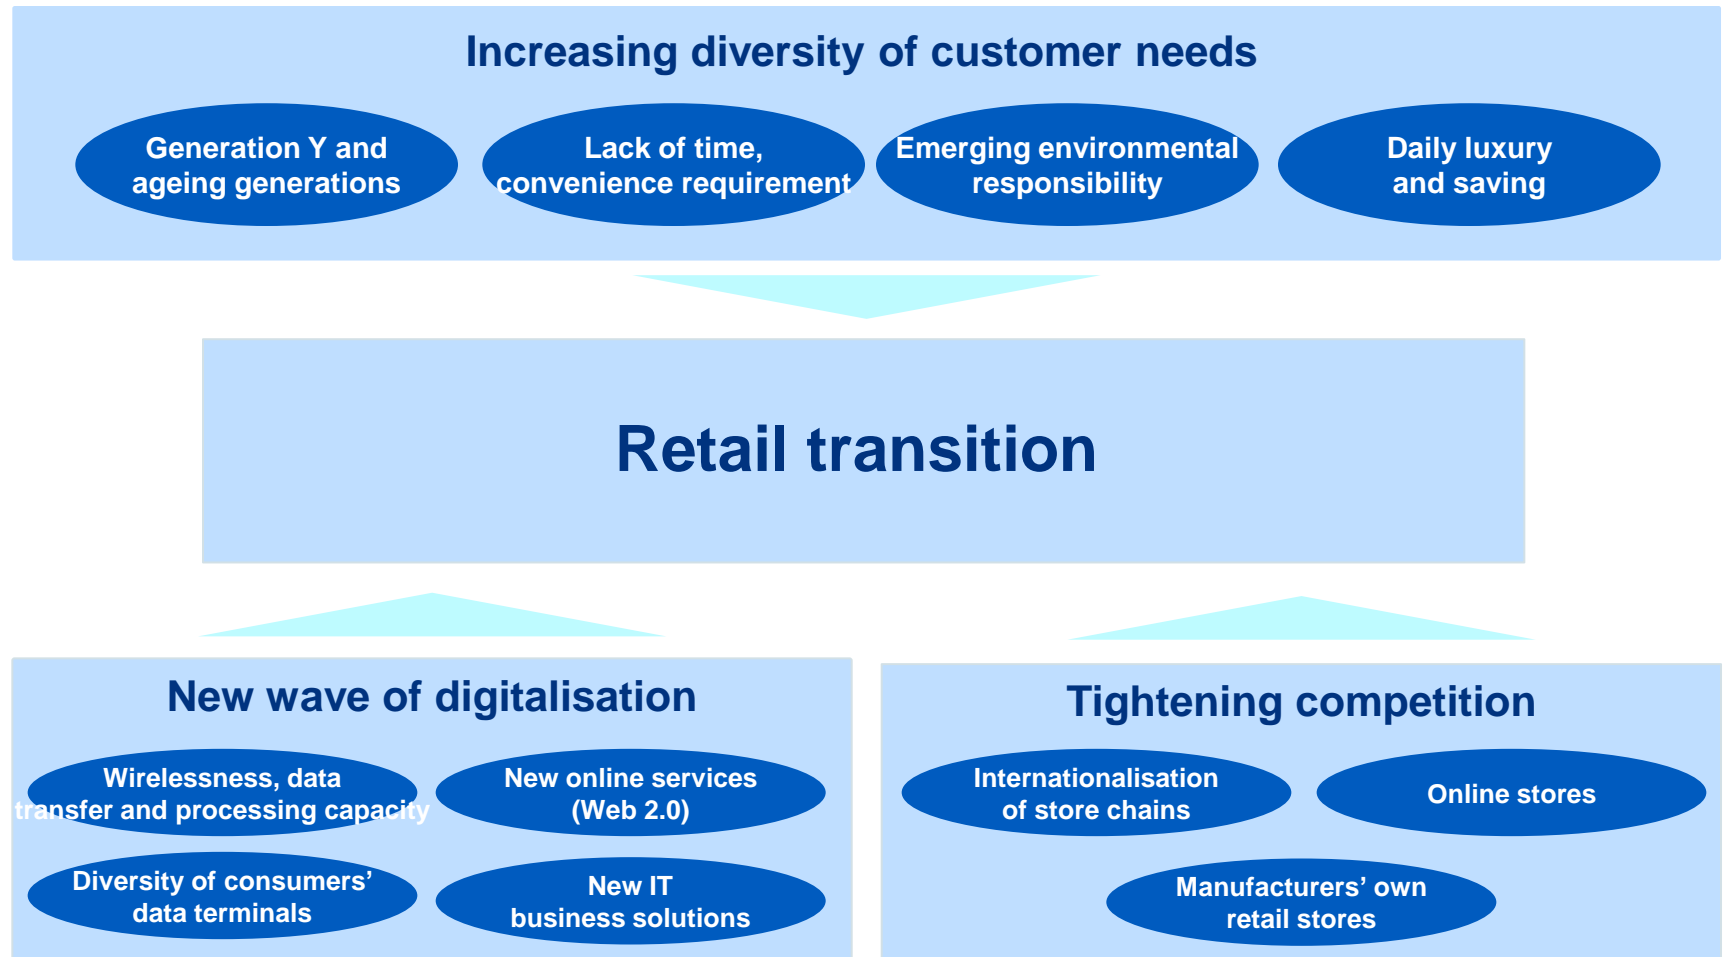 Increasing diversity of customer needs
Generation Y and
ageing generations
Lack of time,
convenience requirement
Emerging environmental
responsibility
Daily luxury
and saving
Retail transition
New wave of digitalisation
Wirelessness, data
transfer and processing capacity
New online services
(Web 2.0)
Diversity of consumers’
data terminals
New IT
business solutions
Tightening competition
Internationalisation
of store chains
Online stores
Manufacturers’ own
retail stores